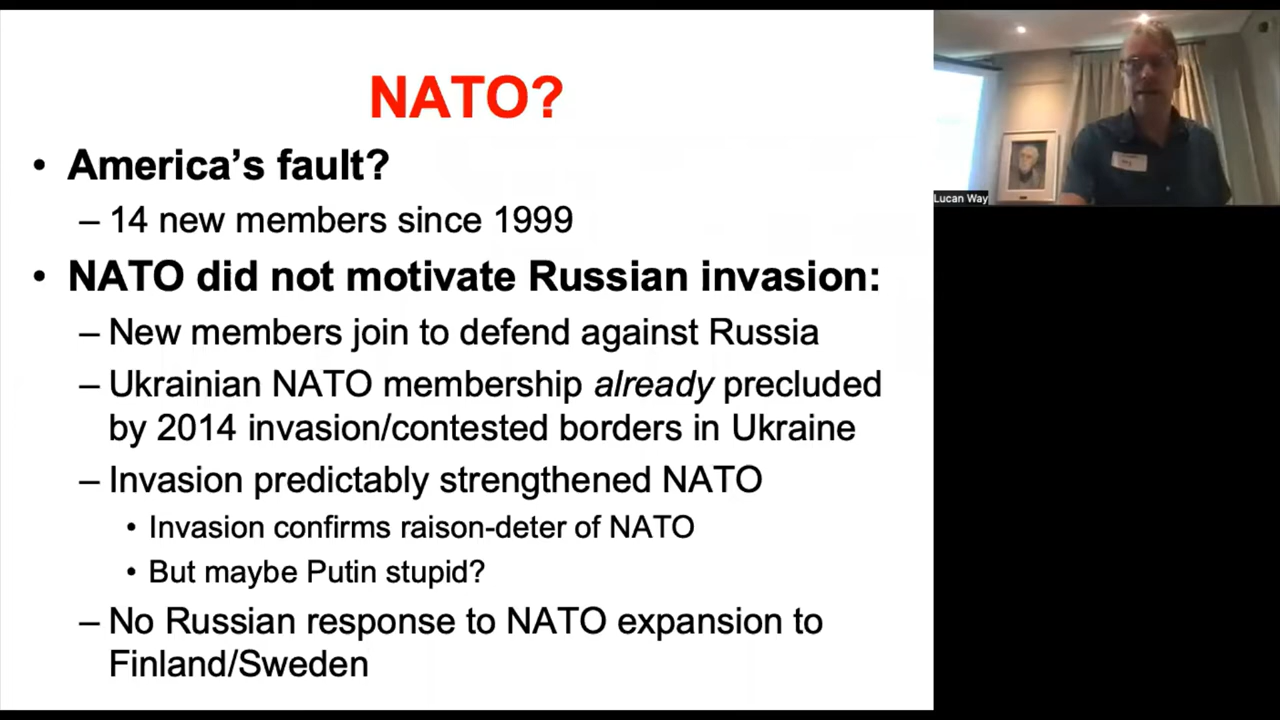 NATO?
• America's fault?
– 14 new members since 1999
• NATO did not motivate Russian invasion:
– New members join to defend against Russia
– Ukrainian NATO membership already precluded
by 2014 invasion/contested borders in Ukraine
– Invasion predictably strengthened NATO
• Invasion confirms raison-deter of NATO
• But maybe Putin stupid?
– No Russian response to NATO expansion to
Finland/Sweden
Lucan Way